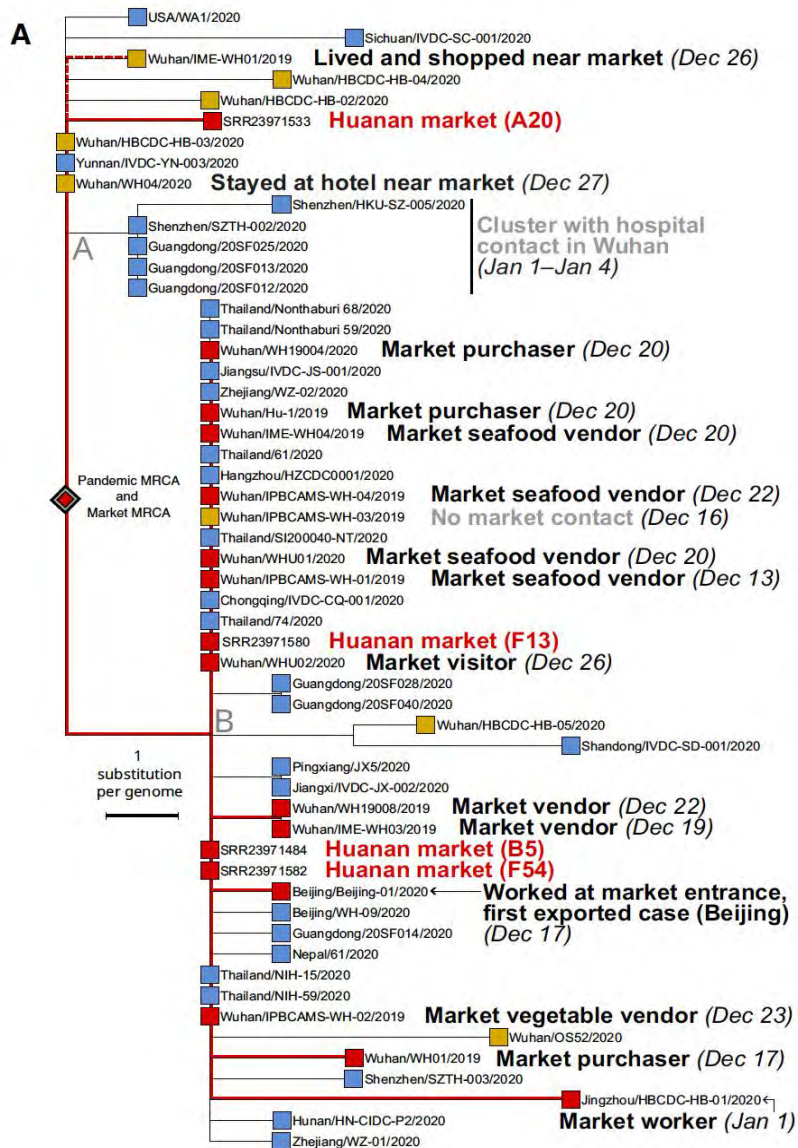 A
USA/WA1/2020
Sichuan/IVDC-SC-001/2020
Wuhan/IME-WH01/2019 Lived and shopped near market (Dec 26)
Wuhan/HBCDC-HB-04/2020
Wuhan/HBCDC-HB-02/2020
SRR23971533 Huanan market (A20)
Wuhan/HBCDC-HB-03/2020
Yunnan/IVDC-YN-003/2020
Wuhan/WH04/2020 Stayed at hotel near market (Dec 27)
Shenzhen/HKU-SZ-005/2020
Shenzhen/SZTH-002/2020
Guangdong/20SF025/2020
Guangdong/20SF013/2020
Guangdong/20SF012/2020
Cluster with hospital
contact in Wuhan
(Jan 1–Jan 4)
A
Thailand/Nonthaburi 68/2020
Thailand/Nonthaburi 59/2020
Wuhan/WH19004/2020 Market purchaser (Dec 20)
Jiangsu/IVDC-JS-001/2020
Zhejiang/WZ-02/2020
Wuhan/Hu-1/2019 Market purchaser (Dec 20)
Wuhan/IME-WH04/2019 Market seafood vendor (Dec 20)
Thailand/61/2020
Hangzhou/HZCDC0001/2020
Pandemic MRCA
and
Market MRCA
Wuhan/IPBCAMS-WH-04/2019 Market seafood vendor (Dec 22)
Wuhan/IPBCAMS-WH-03/2019 No market contact (Dec 16)
Thailand/SI200040-NT/2020
Wuhan/WHU01/2020 Market seafood vendor (Dec 20)
Wuhan/IPBCAMS-WH-01/2019 Market seafood vendor (Dec 13)
Chongqing/IVDC-CQ-001/2020
Thailand/74/2020
SRR23971580 Huanan market (F13)
Wuhan/WHU02/2020 Market visitor (Dec 26)
Guangdong/20SF028/2020
Guangdong/20SF040/2020
B
Wuhan/HBCDC-HB-05/2020
Shandong/IVDC-SD-001/2020
1
substitution
per genome
Pingxiang/JX5/2020
Jiangxi/IVDC-JX-002/2020
Wuhan/WH19008/2019 Market vendor (Dec 22)
Wuhan/IME-WH03/2019 Market vendor (Dec 19)
SRR23971484 Huanan market (B5)
SRR23971582 Huanan market (F54)
Beijing/Beijing-01/2020
Worked at market entrance,
first exported case (Beijing)
(Dec 17)
Beijing/WH-09/2020
Guangdong/20SF014/2020
Nepal/61/2020
Thailand/NIH-15/2020
Thailand/NIH-59/2020
Wuhan/IPBCAMS-WH-02/2019 Market vegetable vendor (Dec 23)
Wuhan/OS52/2020
Wuhan/WH01/2019 Market purchaser (Dec 17)
Shenzhen/SZTH-003/2020
Jingzhou/HBCDC-HB-01/2020
Market worker (Jan 1)
Hunan/HN-CIDC-P2/2020
Zhejiang/WZ-01/2020